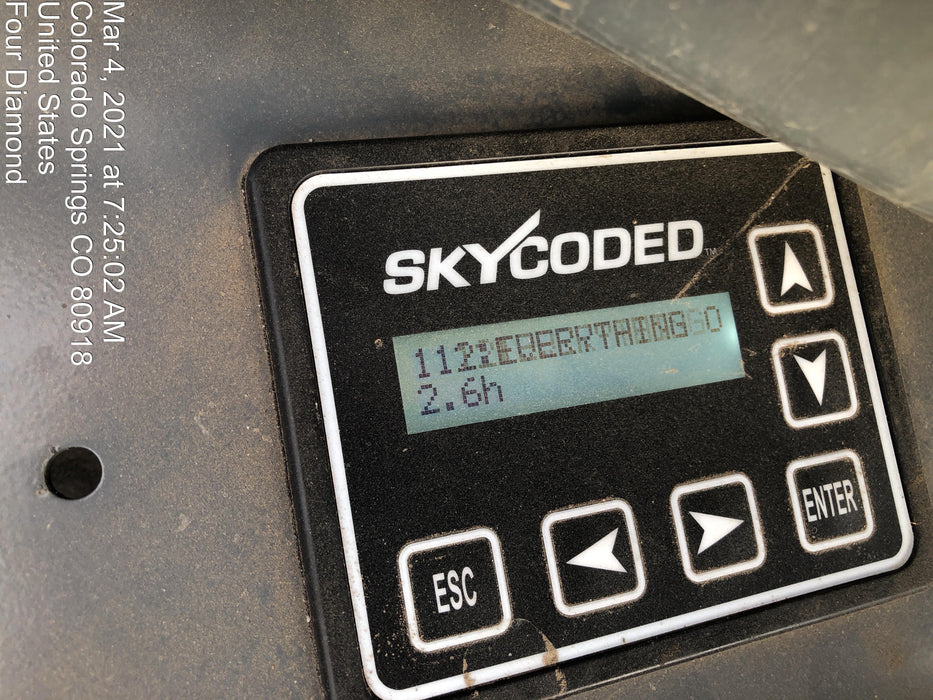 Mar 4, 2021 at 7:25:02 AM
Colorado Springs CO 80918
United States
Four Diamond
SKYCODED™
2.6h
ESC
ENTER